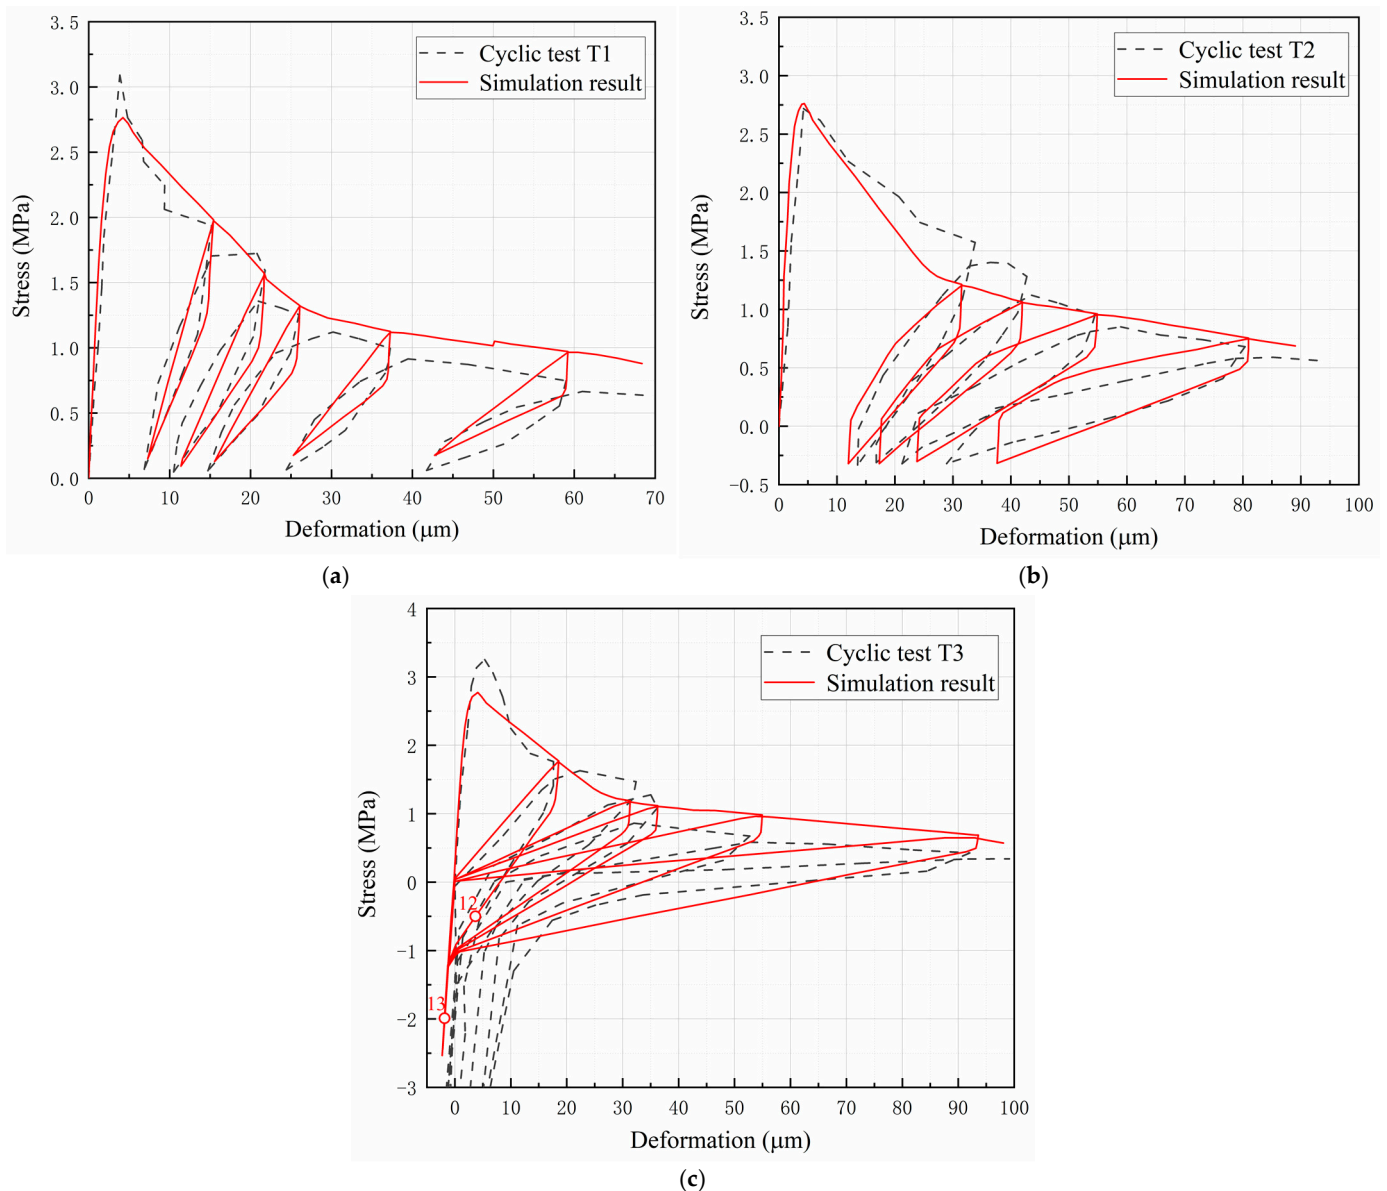 3.5
3.0
2.5
2.0
1.5
1.0
0.5
0.0
Stress (MPa)
Cyclic test T1
Simulation result
0 10 20 30 40 50 60 70
Deformation (μm)
(a)
3.5
3.0
2.5
2.0
1.5
1.0
0.5
0.0
-0.5
Stress (MPa)
Cyclic test T2
Simulation result
0 10 20 30 40 50 60 70 80 90 100
Deformation (μm)
(b)
4
3
2
1
0
-1
-2
-3
Stress (MPa)
Cyclic test T3
Simulation result
12
13
0 10 20 30 40 50 60 70 80 90 100
Deformation (μm)
(c)